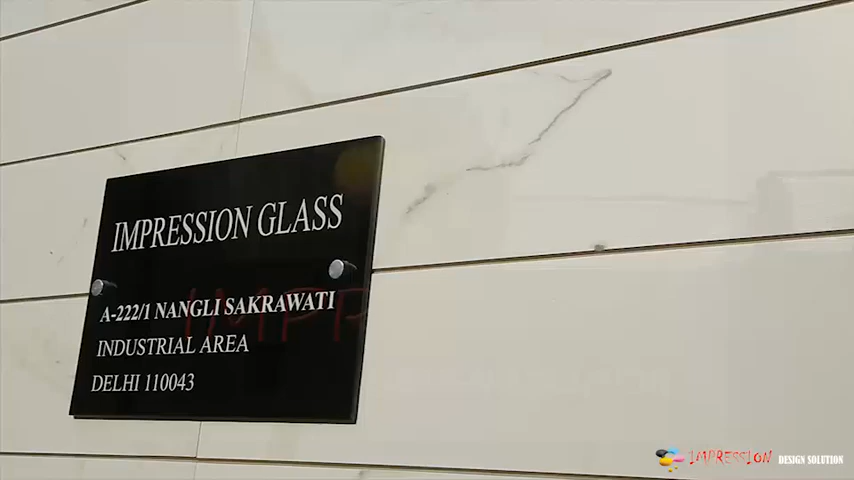 IMPRESSION GLASS
A-222/1 NANGLI SAKRAWATI
INDUSTRIAL AREA
DELHI 110043
IMPRESSION DESIGN SOLUTION